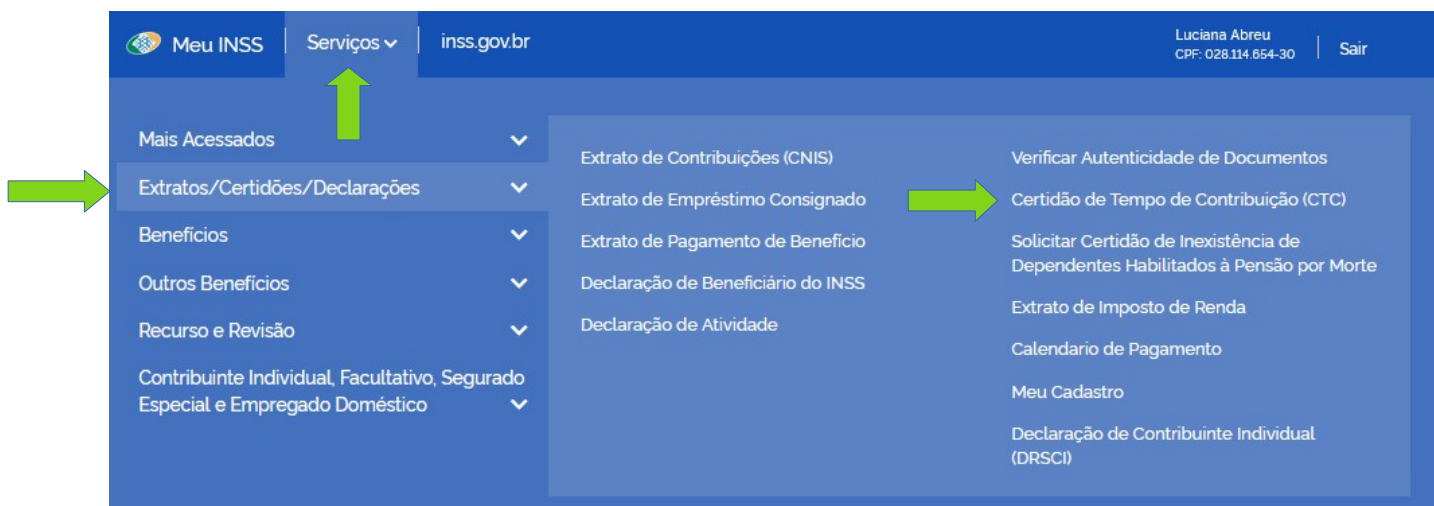 Meu INSS
Serviços
inss.gov.br
Luciana Abreu
CPF: 028.114.654-30
Sair
Mais Acessados
Extratos/Certidões/Declarações
Benefícios
Outros Benefícios
Recurso e Revisão
Contribuinte Individual, Facultativo, Segurado
Especial e Empregado Doméstico
Extrato de Contribuições (CNIS)
Extrato de Empréstimo Consignado
Extrato de Pagamento de Benefício
Declaração de Beneficiário do INSS
Declaração de Atividade
Verificar Autenticidade de Documentos
Certidão de Tempo de Contribuição (CTC)
Solicitar Certidão de Inexistência de
Dependentes Habilitados à Pensão por Morte
Extrato de Imposto de Renda
Calendario de Pagamento
Meu Cadastro
Declaração de Contribuinte Individual
(DRSCI)